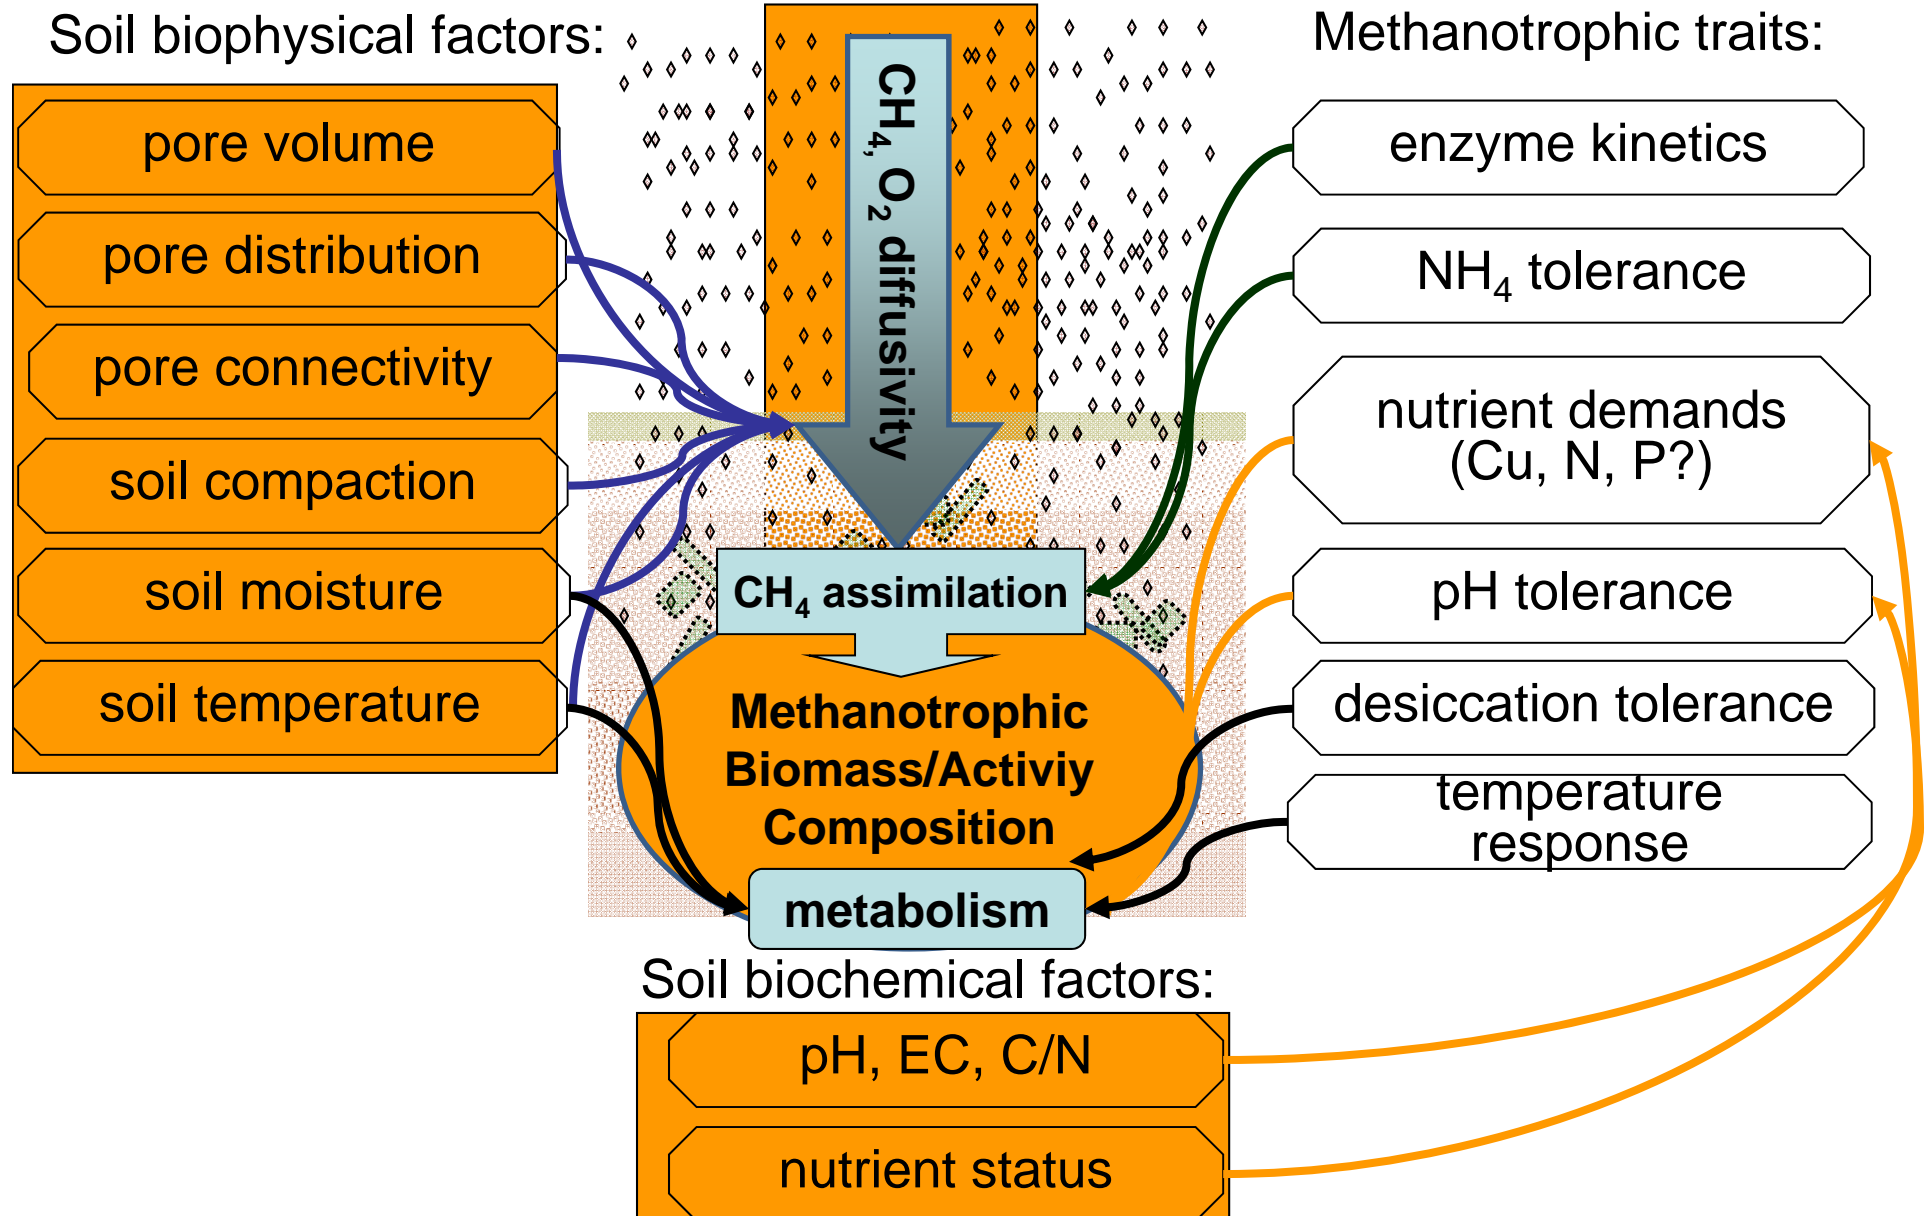 Soil biophysical factors:
pore volume
pore distribution
pore connectivity
soil compaction
soil moisture
soil temperature
CH₄, O₂ diffusivity
CH₄ assimilation
Methanotrophic
Biomass/Activiy
Composition
metabolism
Methanotrophic traits:
enzyme kinetics
NH₄ tolerance
nutrient demands
(Cu, N, P?)
pH tolerance
desiccation tolerance
temperature
response
Soil biochemical factors:
pH, EC, C/N
nutrient status